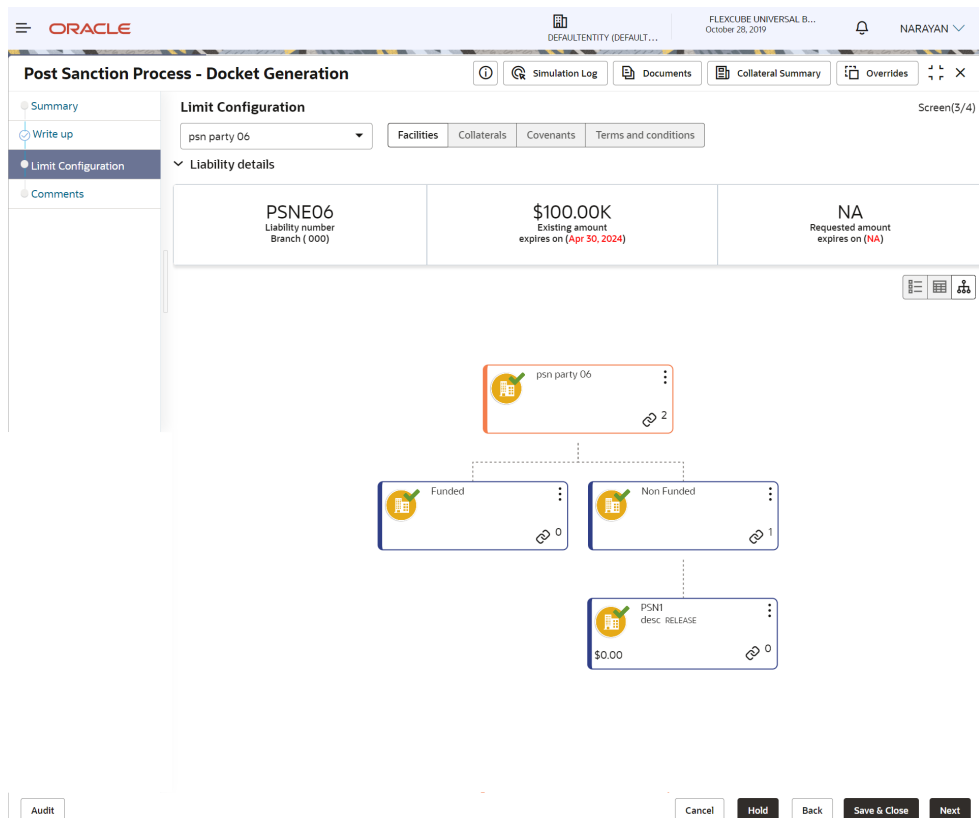 ORACLE
DEFAULTENTITY (DEFAULT...
FLEXCUBE UNIVERSAL B...
October 28, 2019
NARAYAN
Post Sanction Process - Docket Generation
Simulation Log
Documents
Collateral Summary
Overrides
Summary
Write up
Limit Configuration
Comments
Limit Configuration
Screen(3/4)
psn party 06
Facilities
Collaterals
Covenants
Terms and conditions
Liability details
PSNE06
Liability number
Branch ( 000)
$100.00K
Existing amount
expires on (Apr 30, 2024)
NA
Requested amount
expires on (NA)
psn party 06
2
Funded
0
Non Funded
1
PSN1
desc RELEASE
$0.00
0
Audit
Cancel
Hold
Back
Save & Close
Next